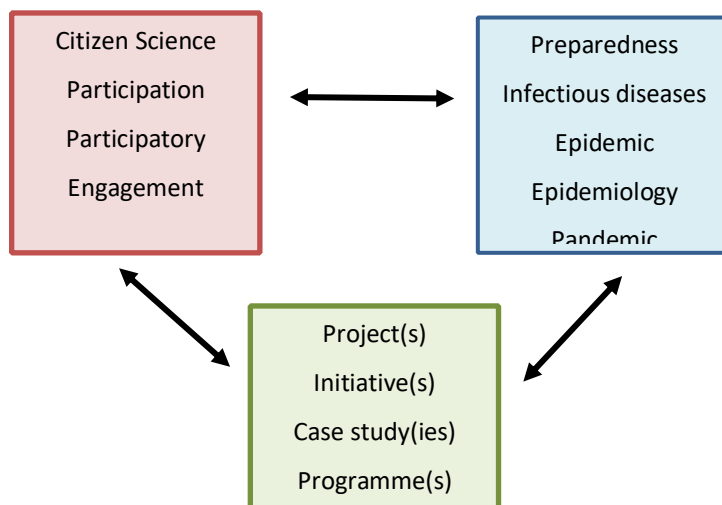 Citizen Science
Participation
Participatory
Engagement
Preparedness
Infectious diseases
Epidemic
Epidemiology
Pandemic
Project(s)
Initiative(s)
Case study(ies)
Programme(s)